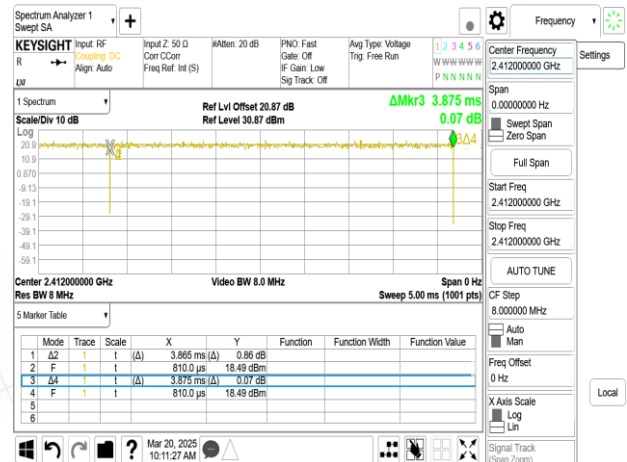 Spectrum Analyzer 1
Swept SA
Frequency
KEYSIGHT
R
Input: RF
Coupling: DC
Align: Auto
Input Z: 50 Ω
Corr CCorr
Freq Ref: Int (S)
#Atten: 20 dB
PNO: Fast
Gate: Off
IF Gain: Low
Sig Track: Off
Avg Type: Voltage
Trig: Free Run
1 2 3 4 5 6
W W W W W W
P N N N N N
Center Frequency
2.412000000 GHz
Settings
Span
0.00000000 Hz
Swept Span
Zero Span
Full Span
Start Freq
2.412000000 GHz
Stop Freq
2.412000000 GHz
AUTO TUNE
CF Step
8.000000 MHz
Auto
Man
Freq Offset
0 Hz
X Axis Scale
Log
Lin
Local
Signal Track
(Span Zoom)
1 Spectrum
Scale/Div 10 dB
Ref Lvl Offset 20.87 dB
Ref Level 30.87 dBm
ΔMkr3 3.875 ms
0.07 dB
Log
20.9
10.9
0.870
-9.13
-19.1
-29.1
-39.1
-49.1
-59.1
X2
3Δ4
Center 2.412000000 GHz
Res BW 8 MHz
Video BW 8.0 MHz
Span 0 Hz
Sweep 5.00 ms (1001 pts)
5 Marker Table
Mode Trace Scale X Y Function Function Width Function Value
1 Δ2 1 t (Δ) 3.865 ms (Δ) 0.86 dB
2 F 1 t 810.0 µs 18.49 dBm
3 Δ4 1 t (Δ) 3.875 ms (Δ) 0.07 dB
4 F 1 t 810.0 µs 18.49 dBm
5
6
?
Mar 20, 2025
10:11:27 AM